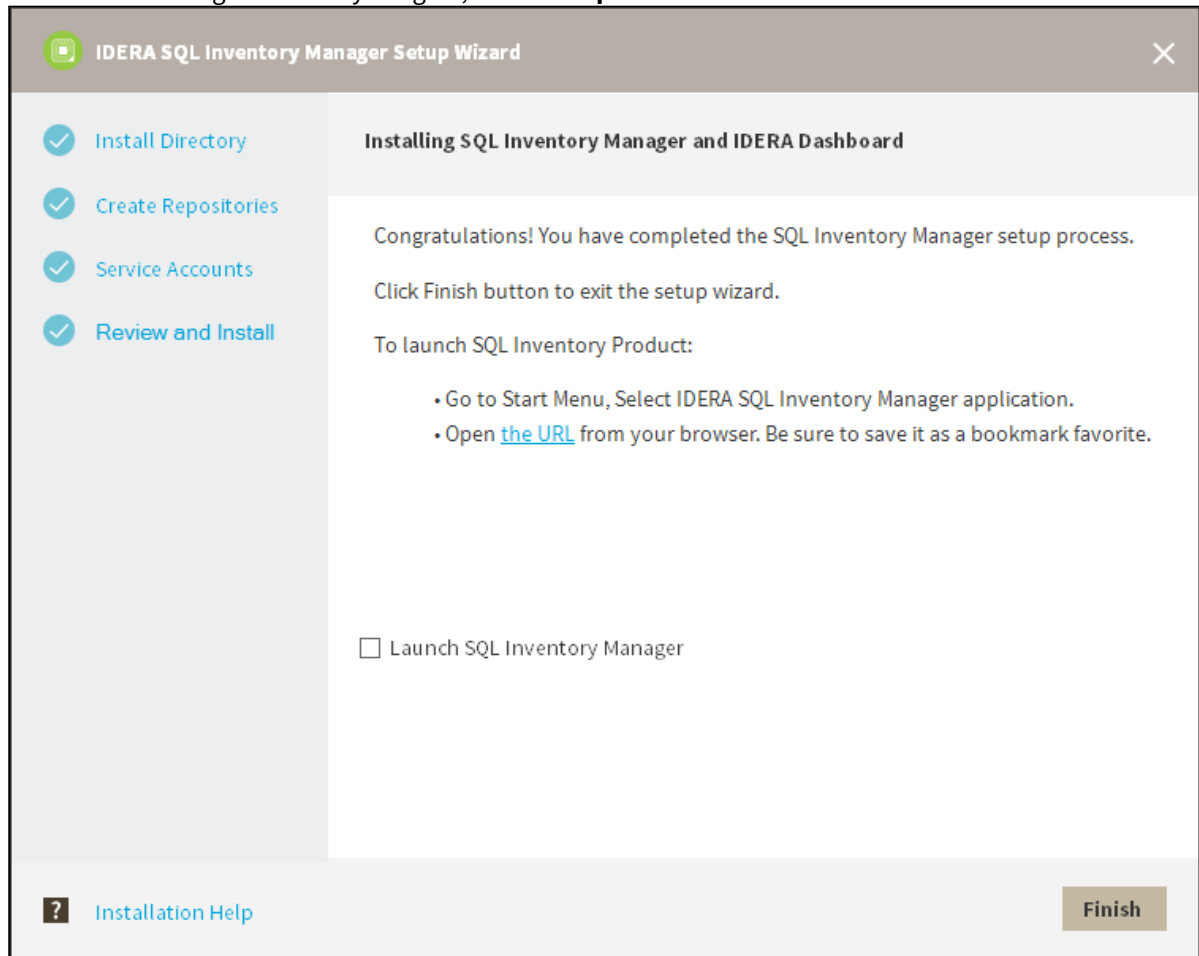 IDERA SQL Inventory Manager Setup Wizard
Install Directory
Create Repositories
Service Accounts
Review and Install
Installing SQL Inventory Manager and IDERA Dashboard
Congratulations! You have completed the SQL Inventory Manager setup process.
Click Finish button to exit the setup wizard.
To launch SQL Inventory Product:
• Go to Start Menu, Select IDERA SQL Inventory Manager application.
• Open the URL from your browser. Be sure to save it as a bookmark favorite.
Launch SQL Inventory Manager
? Installation Help
Finish